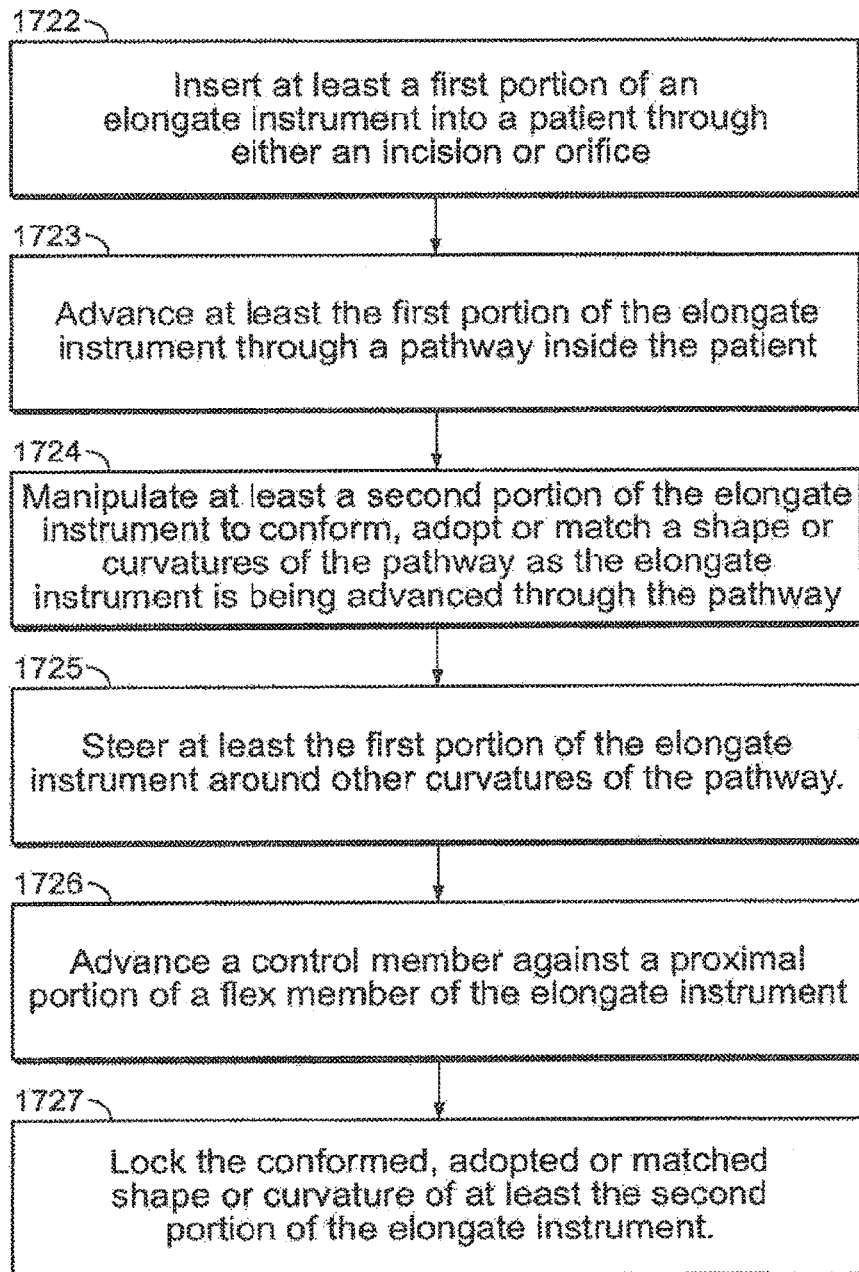 1722
Insert at least a first portion of an
elongate instrument into a patient through
either an incision or orifice
1723
Advance at least the first portion of the elongate
instrument through a pathway inside the patient
1724
Manipulate at least a second portion of the elongate
instrument to conform, adopt or match a shape or
curvatures of the pathway as the elongate
instrument is being advanced through the pathway
1725
Steer at least the first portion of the elongate
instrument around other curvatures of the pathway.
1726
Advance a control member against a proximal
portion of a flex member of the elongate instrument
1727
Lock the conformed, adopted or matched
shape or curvature of at least the second
portion of the elongate instrument.